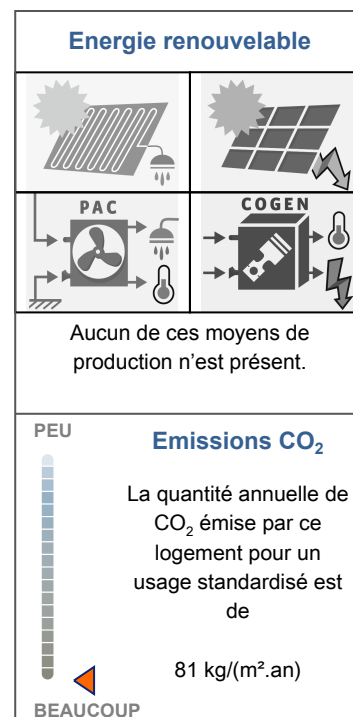 Energie renouvelable
PAC
COGEN
Aucun de ces moyens de
production n'est présent.
PEU
Emissions CO₂
La quantité annuelle de
CO₂ émise par ce
logement pour un
usage standardisé est
de
81 kg/(m².an)
BEAUCOUP